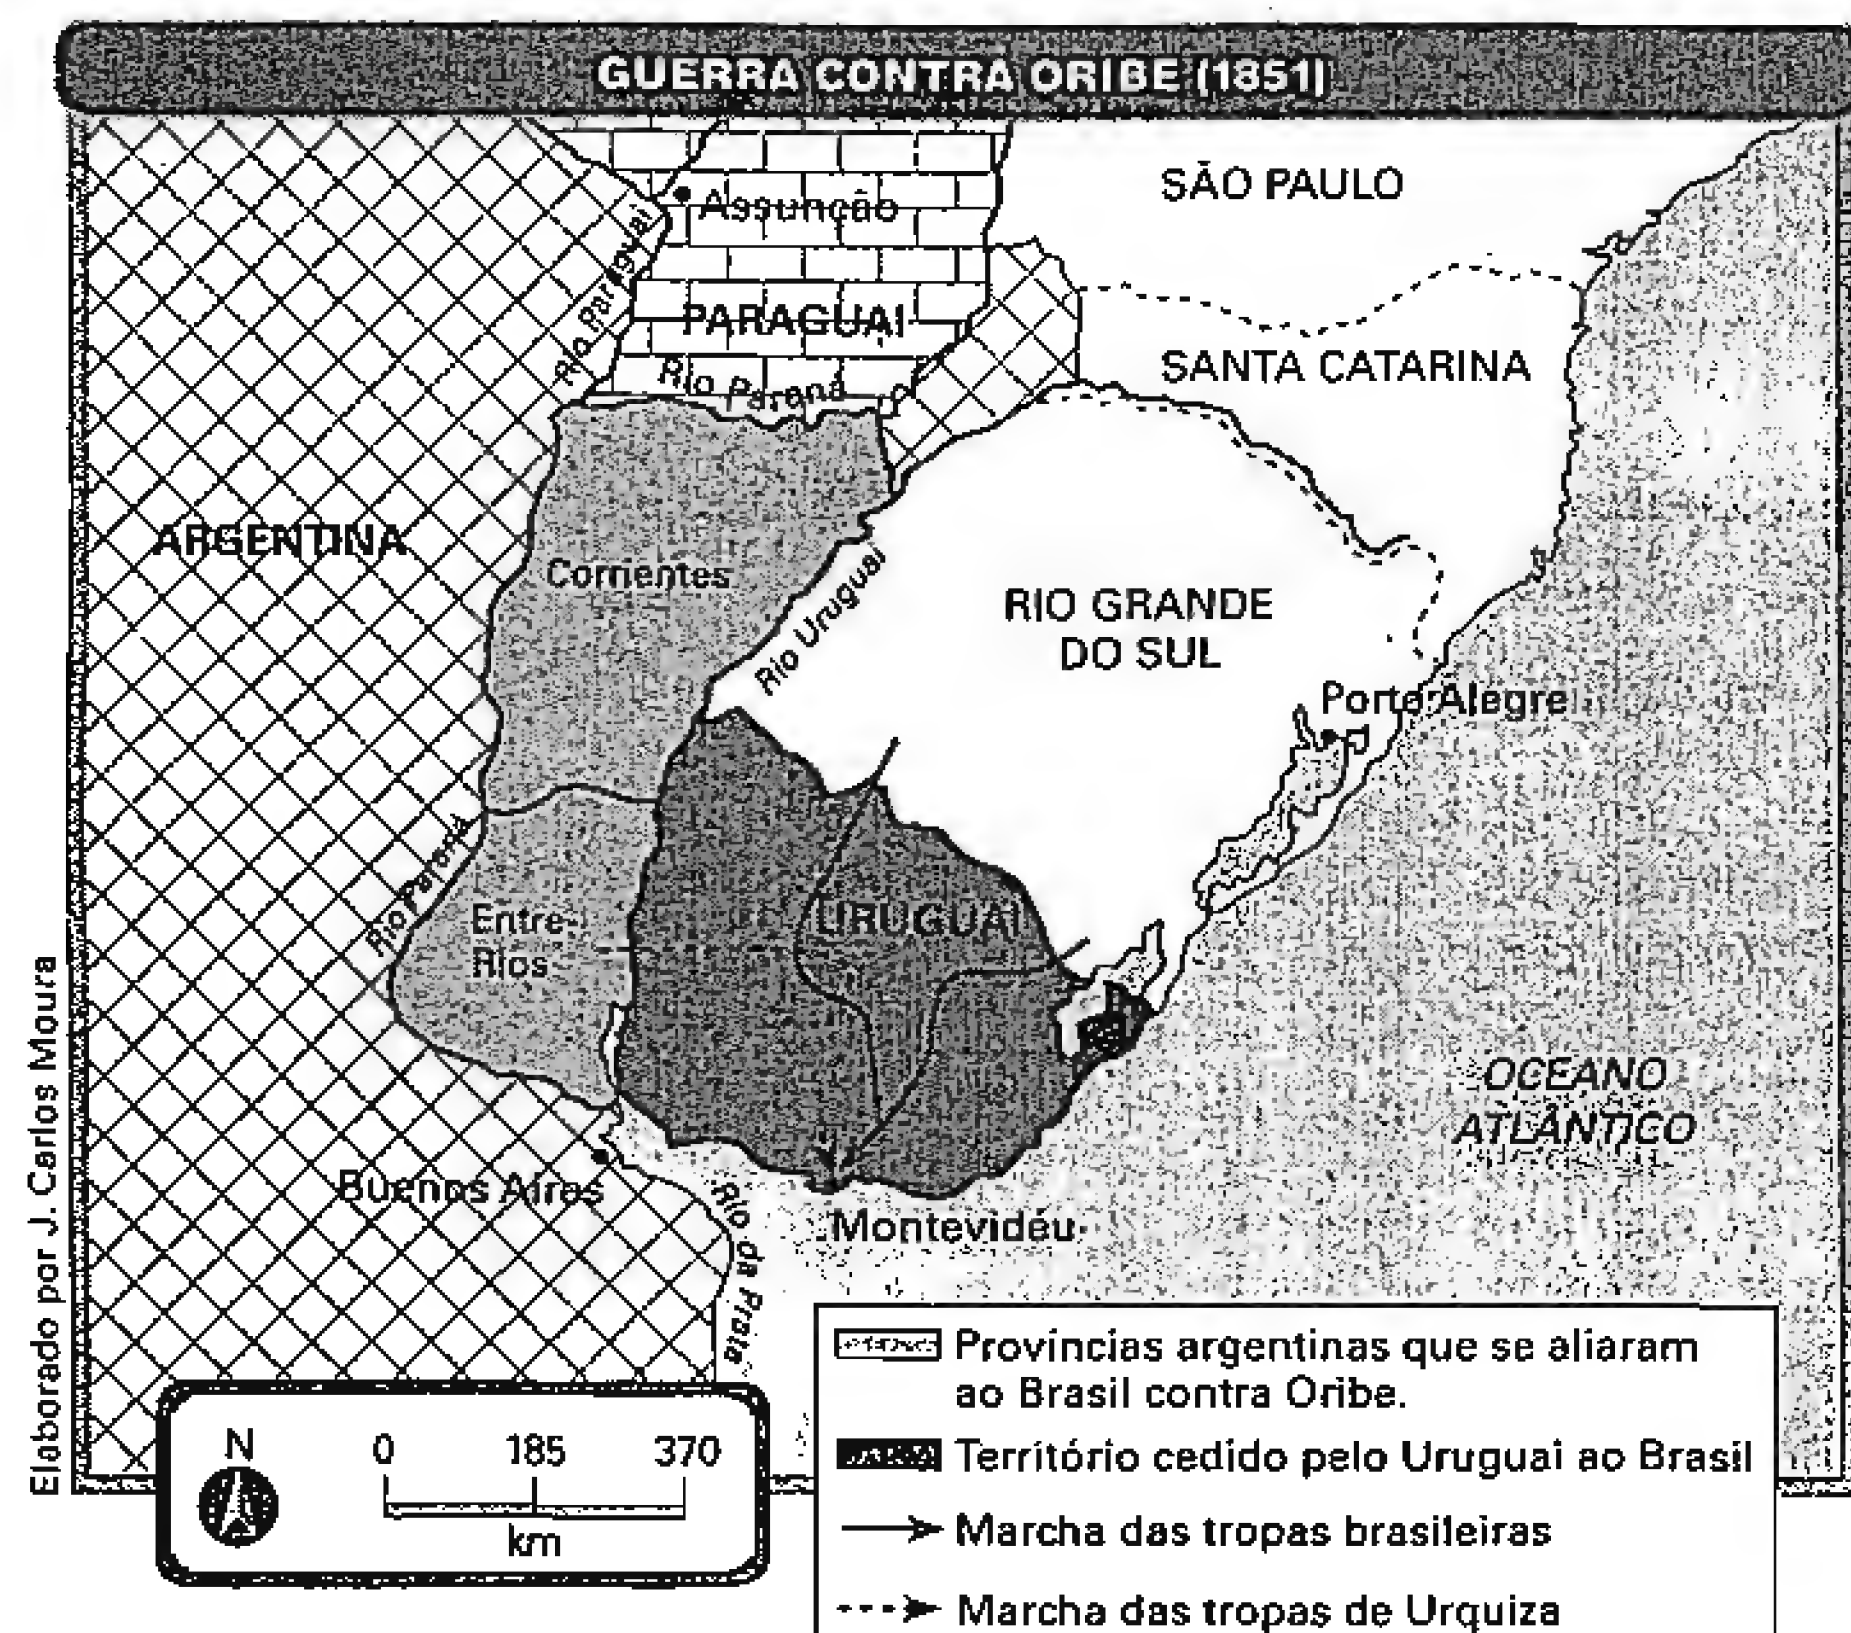 GUERRA CONTRA ORIBE (1851)
SÃO PAULO
Assunção
Rio Paraguai
PARAGUAI
SANTA CATARINA
Rio Paraná
ARGENTINA
Corrientes
Rio Uruguai
RIO GRANDE
DO SUL
Porto Alegre
Rio Paraná
Entre-
Rios
URUGUAI
OCEANO
ATLÂNTICO
Buenos Aires
Rio da Prata
Montevidéu
Elaborado por J. Carlos Moura
Províncias argentinas que se aliaram
ao Brasil contra Oribe.
Território cedido pelo Uruguai ao Brasil
Marcha das tropas brasileiras
Marcha das tropas de Urquiza
N
0 185 370
km